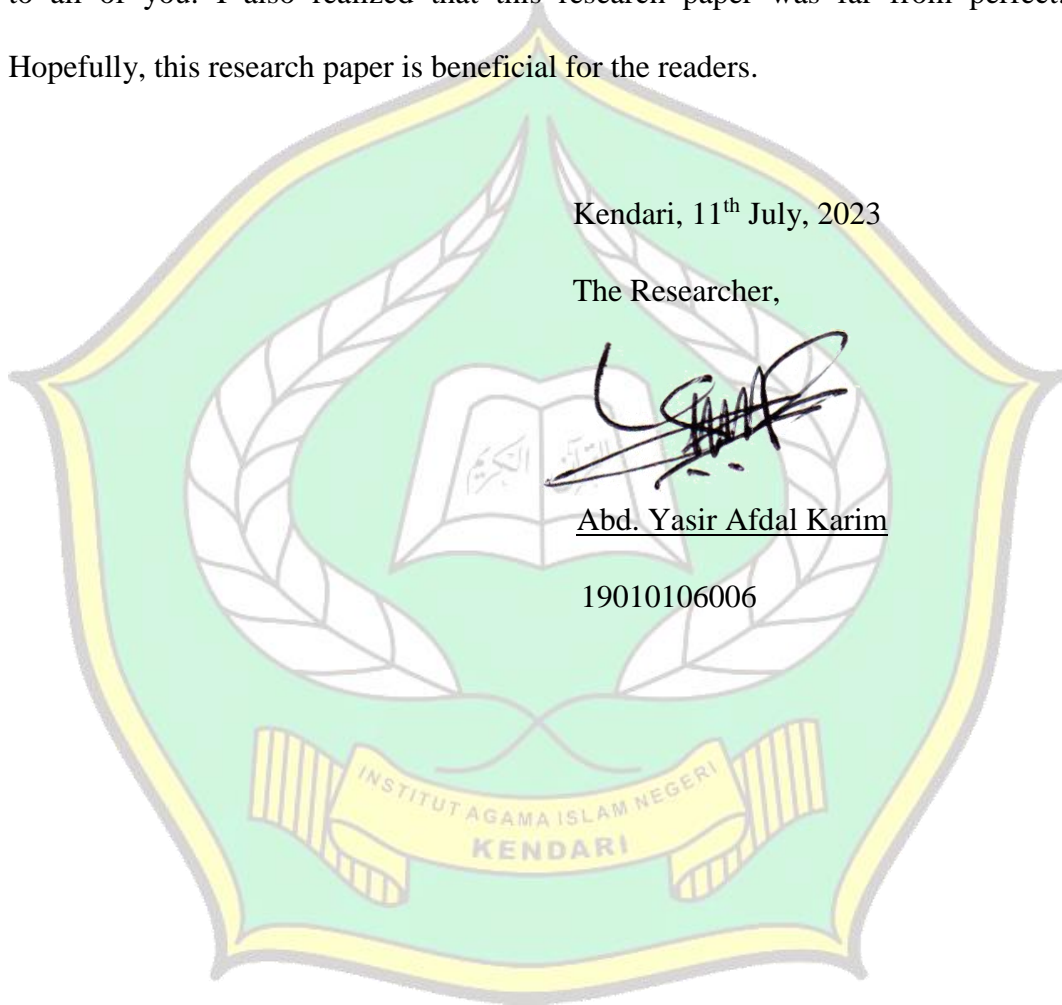 to all of you. I also realized that this research paper was far from perfect.
Hopefully, this research paper is beneficial for the readers.
Kendari, 11th July, 2023
The Researcher,
Abd. Yasir Afdal Karim
19010106006
القرآن الكريم
INSTITUT AGAMA ISLAM NEGERI
KENDARI